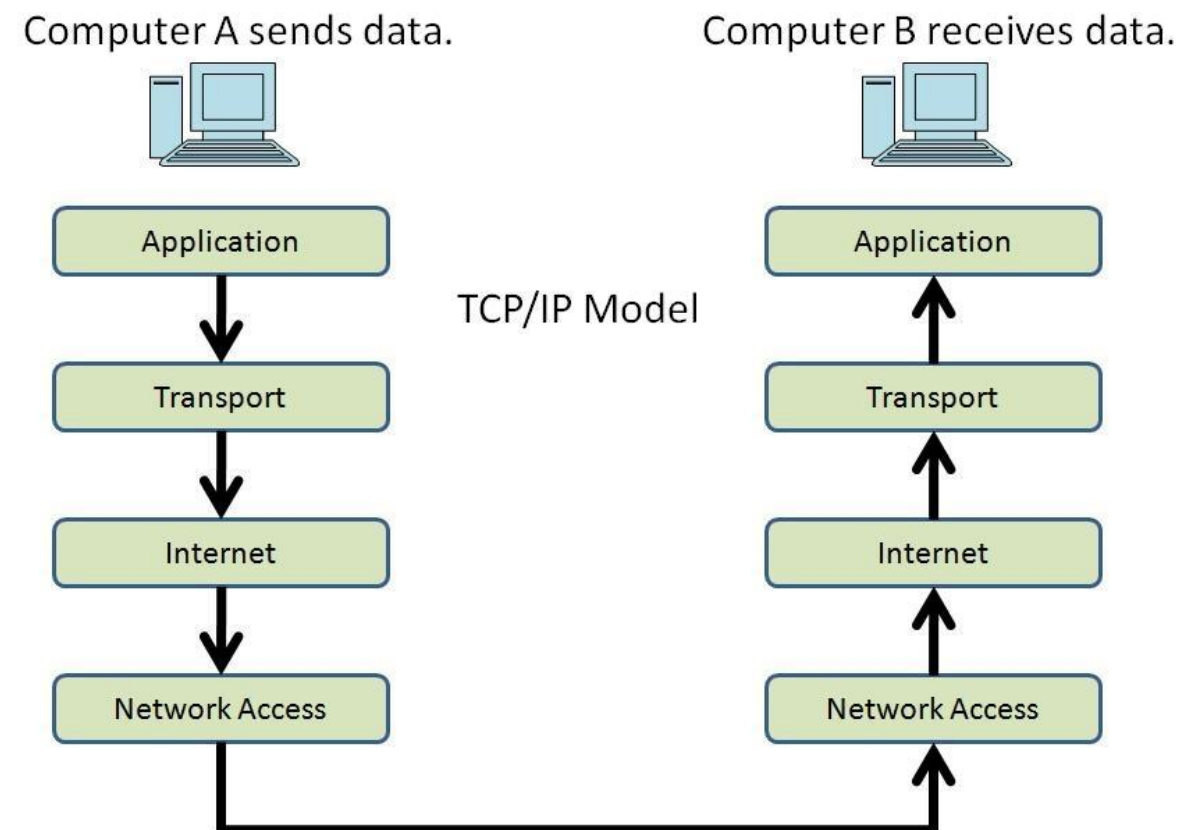 Computer A sends data.
Computer B receives data.
Application
Application
TCP/IP Model
Transport
Transport
Internet
Internet
Network Access
Network Access